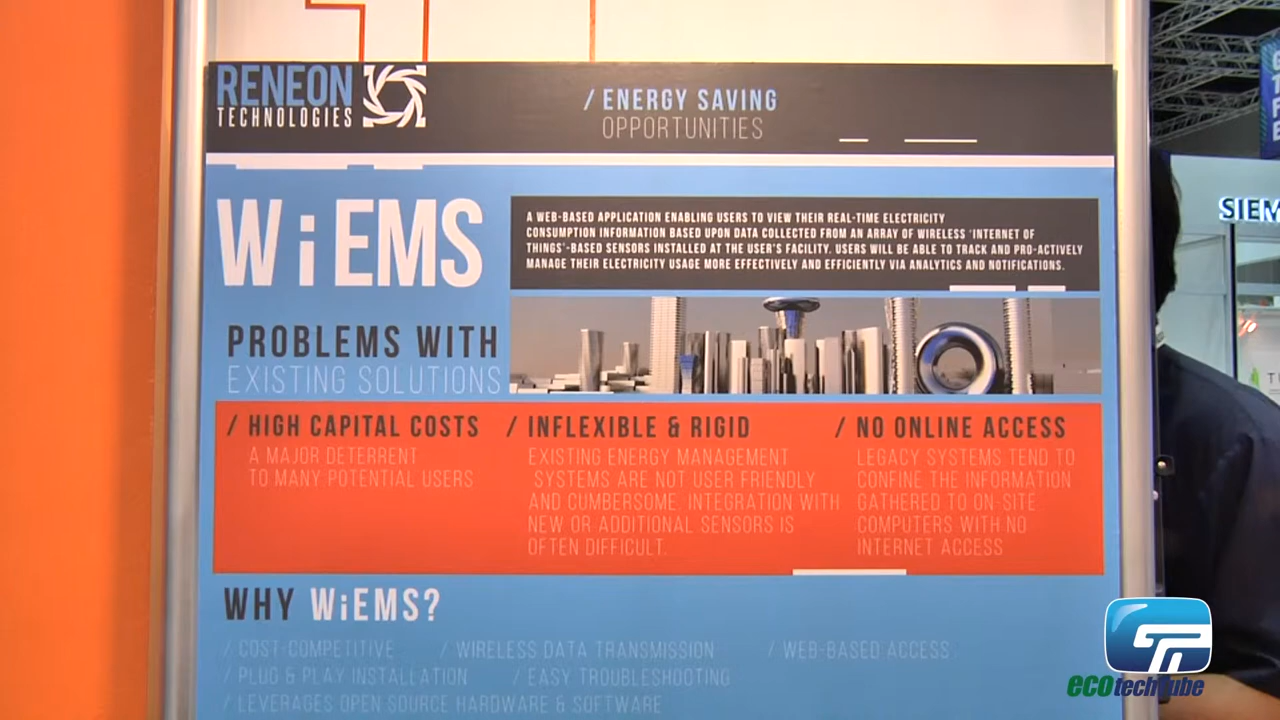 RENEON
TECHNOLOGIES
/ ENERGY SAVING
OPPORTUNITIES
WiEMS
A WEB-BASED APPLICATION ENABLING USERS TO VIEW THEIR REAL-TIME ELECTRICITY
CONSUMPTION INFORMATION BASED UPON DATA COLLECTED FROM AN ARRAY OF WIRELESS 'INTERNET OF
THINGS'-BASED SENSORS INSTALLED AT THE USER'S FACILITY. USERS WILL BE ABLE TO TRACK AND PRO-ACTIVELY
MANAGE THEIR ELECTRICITY USAGE MORE EFFECTIVELY AND EFFICIENTLY VIA ANALYTICS AND NOTIFICATIONS.
PROBLEMS WITH
EXISTING SOLUTIONS
/ HIGH CAPITAL COSTS
A MAJOR DETERRENT
TO MANY POTENTIAL USERS
/ INFLEXIBLE & RIGID
EXISTING ENERGY MANAGEMENT
SYSTEMS ARE NOT USER FRIENDLY
AND CUMBERSOME. INTEGRATION WITH
NEW OR ADDITIONAL SENSORS IS
OFTEN DIFFICULT.
/ NO ONLINE ACCESS
LEGACY SYSTEMS TEND TO
CONFINE THE INFORMATION
GATHERED TO ON-SITE
COMPUTERS WITH NO
INTERNET ACCESS
WHY WiEMS?
/ COST-COMPETITIVE / WIRELESS DATA TRANSMISSION / WEB-BASED ACCESS
/ PLUG & PLAY INSTALLATION / EASY TROUBLESHOOTING
/ LEVERAGES OPEN SOURCE HARDWARE & SOFTWARE
SIEM
ecotechtube